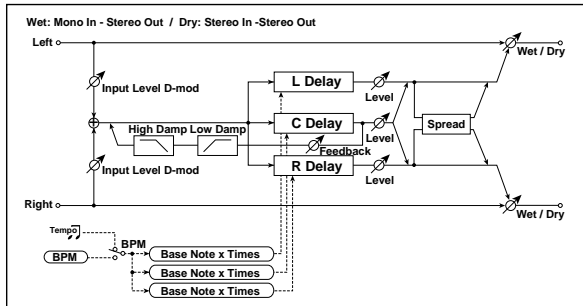 Wet: Mono In - Stereo Out / Dry: Stereo In -Stereo Out
Left
Wet / Dry
Input Level D-mod
L Delay
Level
High Damp Low Damp
C Delay
Level
Spread
Feedback
Input Level D-mod
R Delay
Level
Right
Wet / Dry
Tempo
BPM
BPM
Base Note x Times
Base Note x Times
Base Note x Times